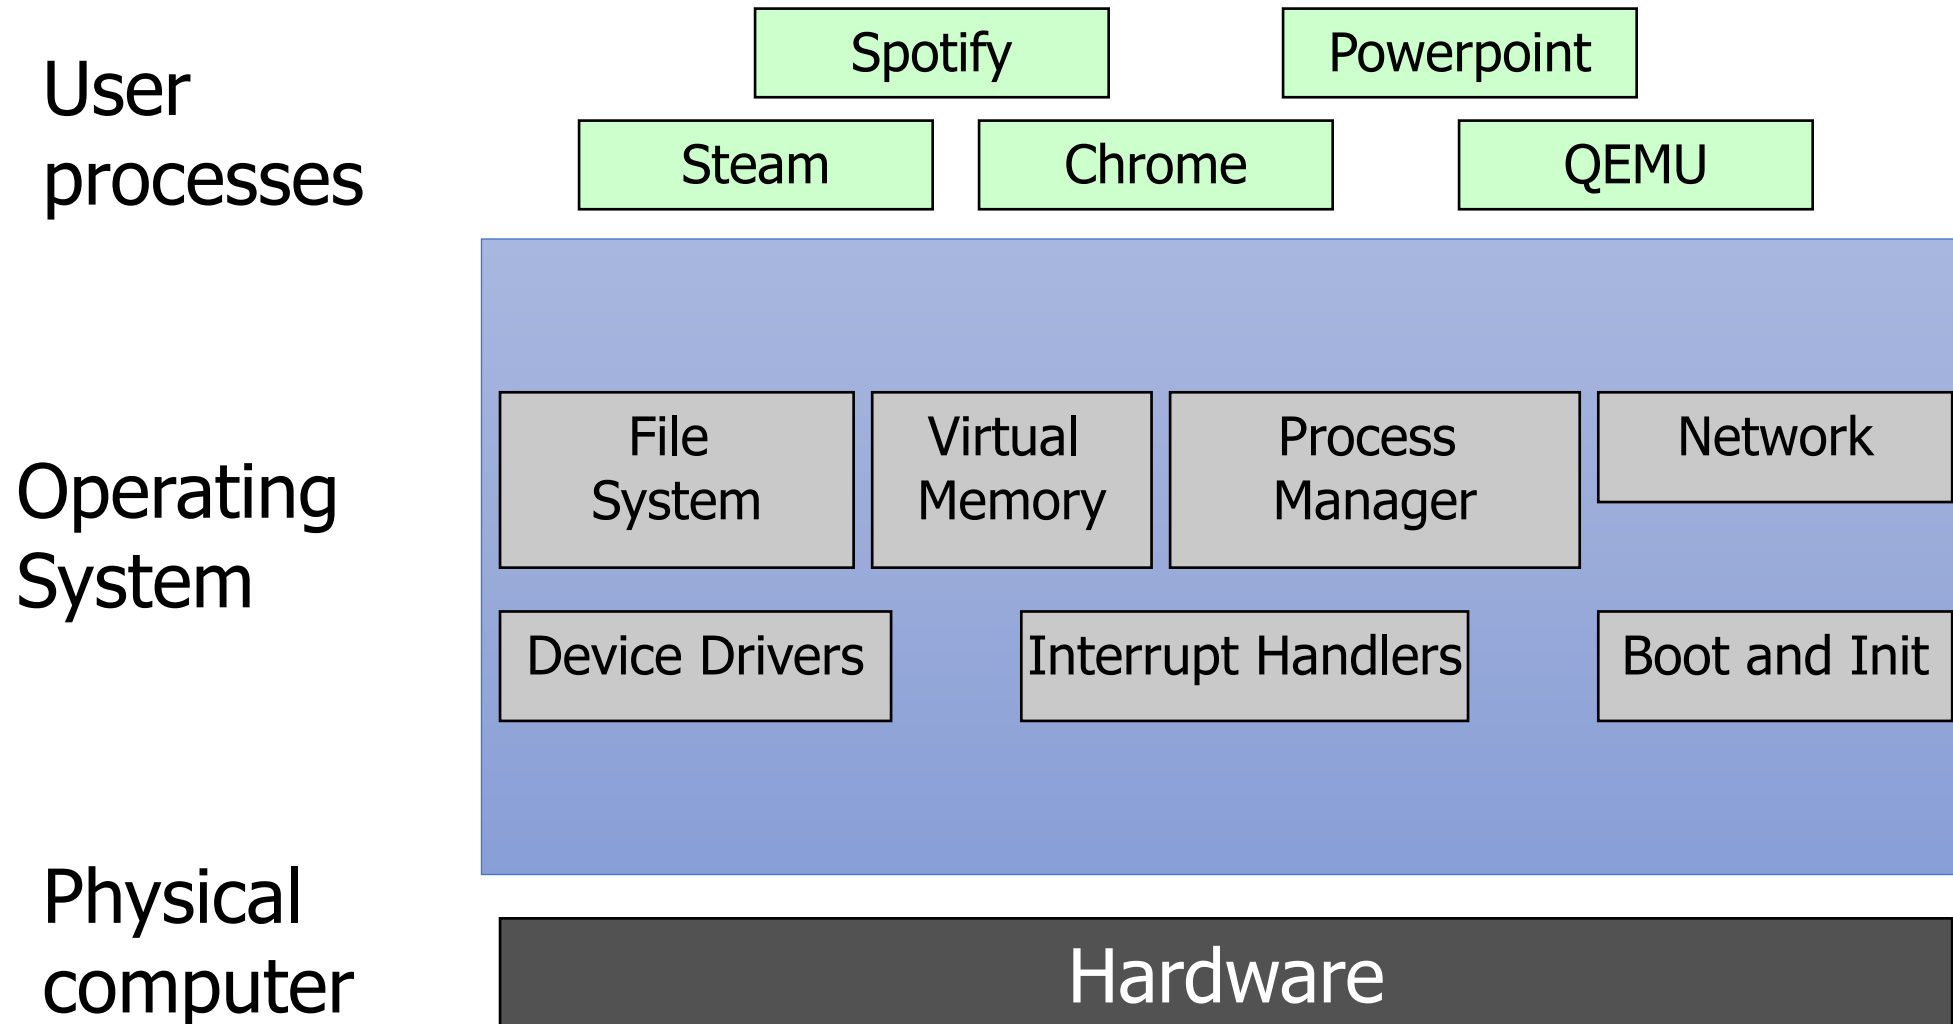 User
processes
Spotify
Powerpoint
Steam
Chrome
QEMU
Operating
System
File
System
Virtual
Memory
Process
Manager
Network
Device Drivers
Interrupt Handlers
Boot and Init
Physical
computer
Hardware